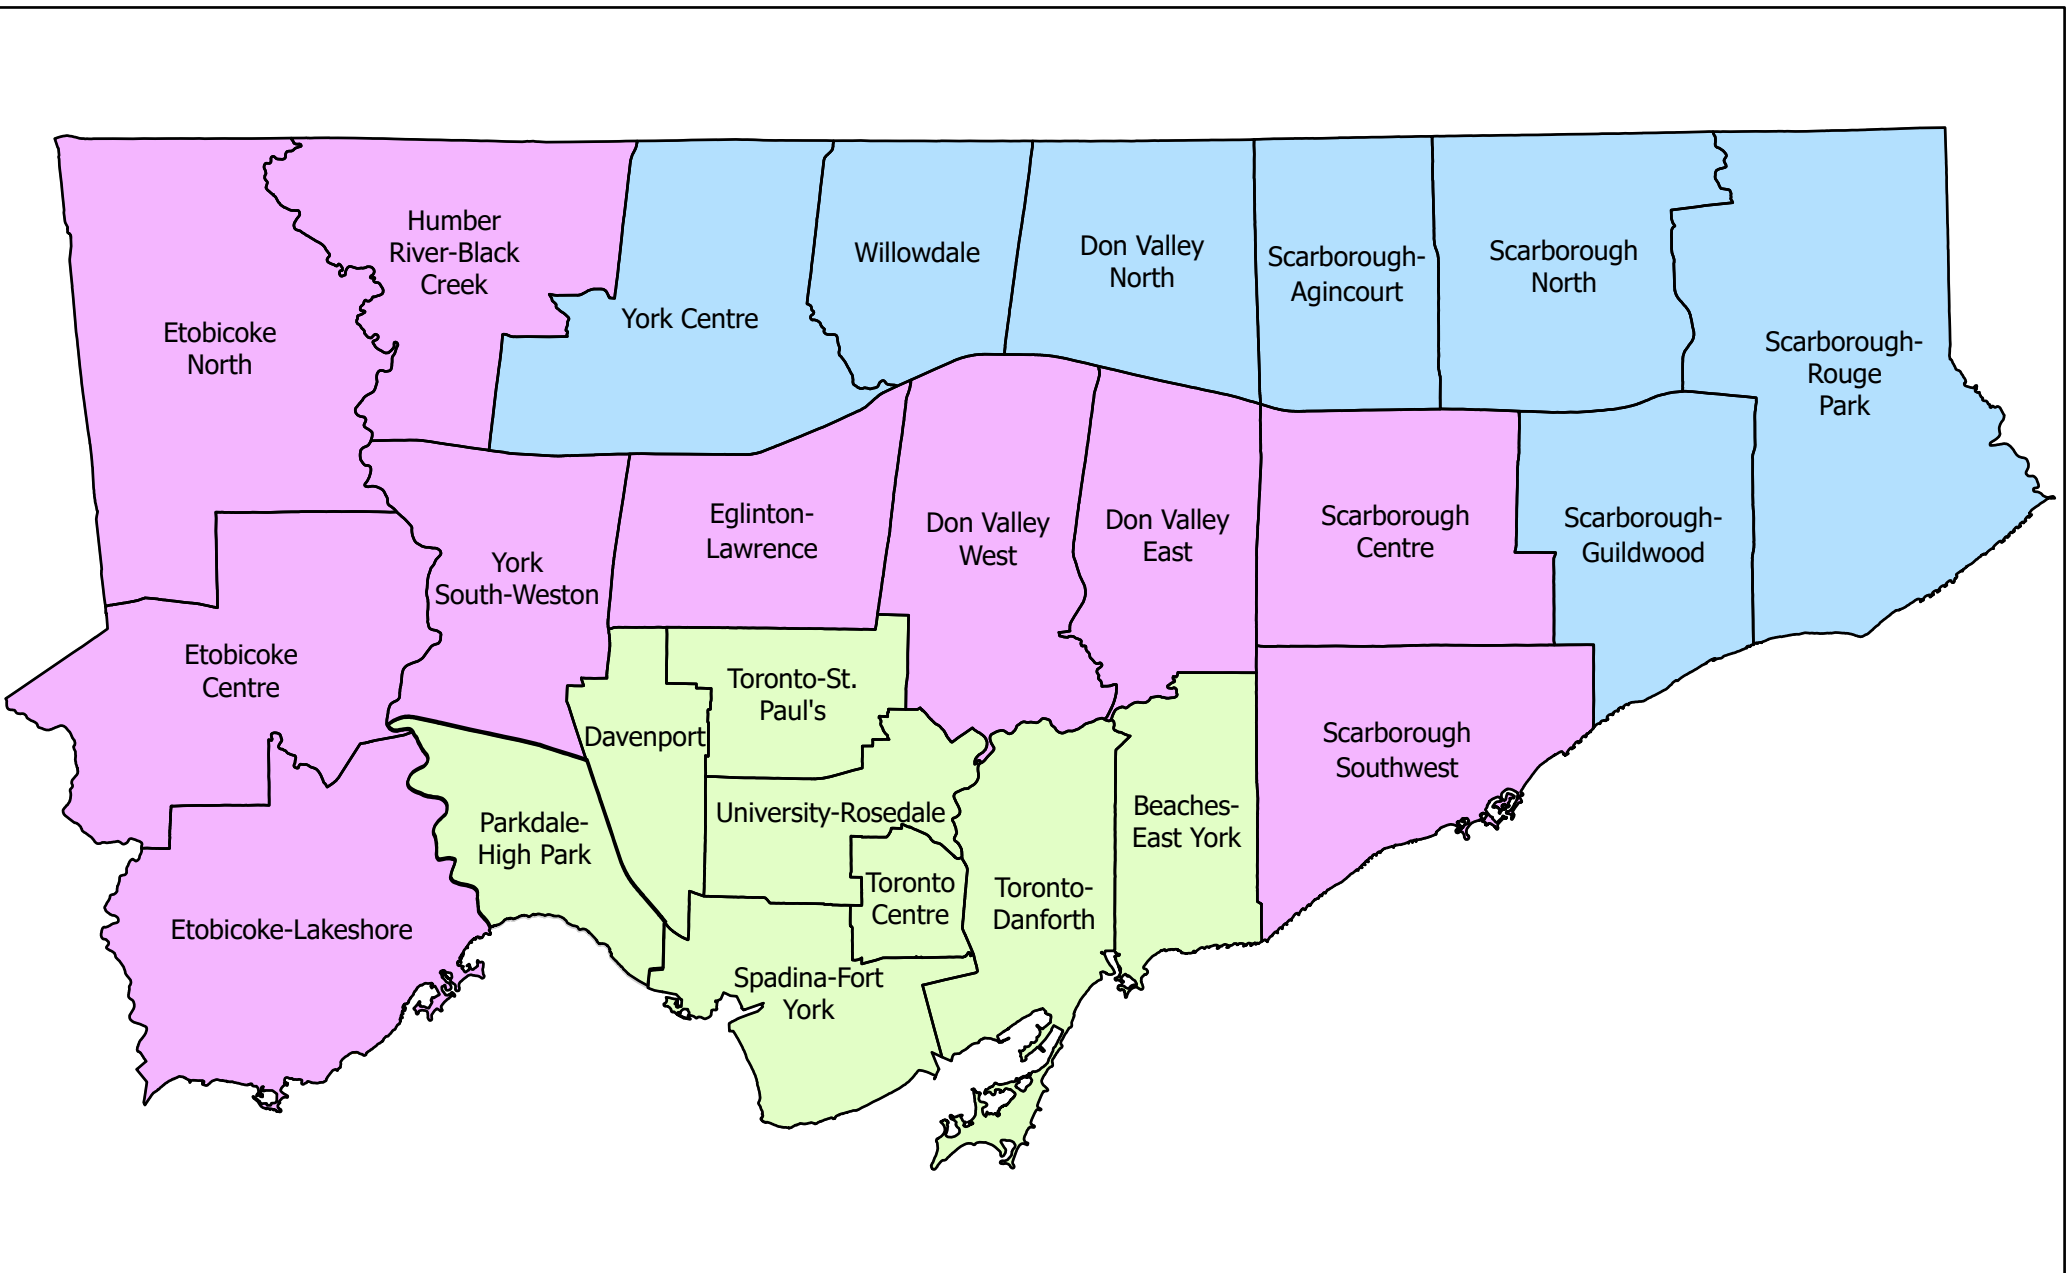 Humber
River-Black
Creek
Etobicoke
North
York Centre
Willowdale
Don Valley
North
Scarborough-
Agincourt
Scarborough
North
Scarborough-
Rouge
Park
Eglinton-
Lawrence
Don Valley
West
Don Valley
East
Scarborough
Centre
Scarborough-
Guildwood
York
South-Weston
Etobicoke
Centre
Toronto-St.
Paul's
Davenport
Scarborough
Southwest
Parkdale-
High Park
University-Rosedale
Beaches-
East York
Toronto
Centre
Toronto-
Danforth
Etobicoke-Lakeshore
Spadina-Fort
York